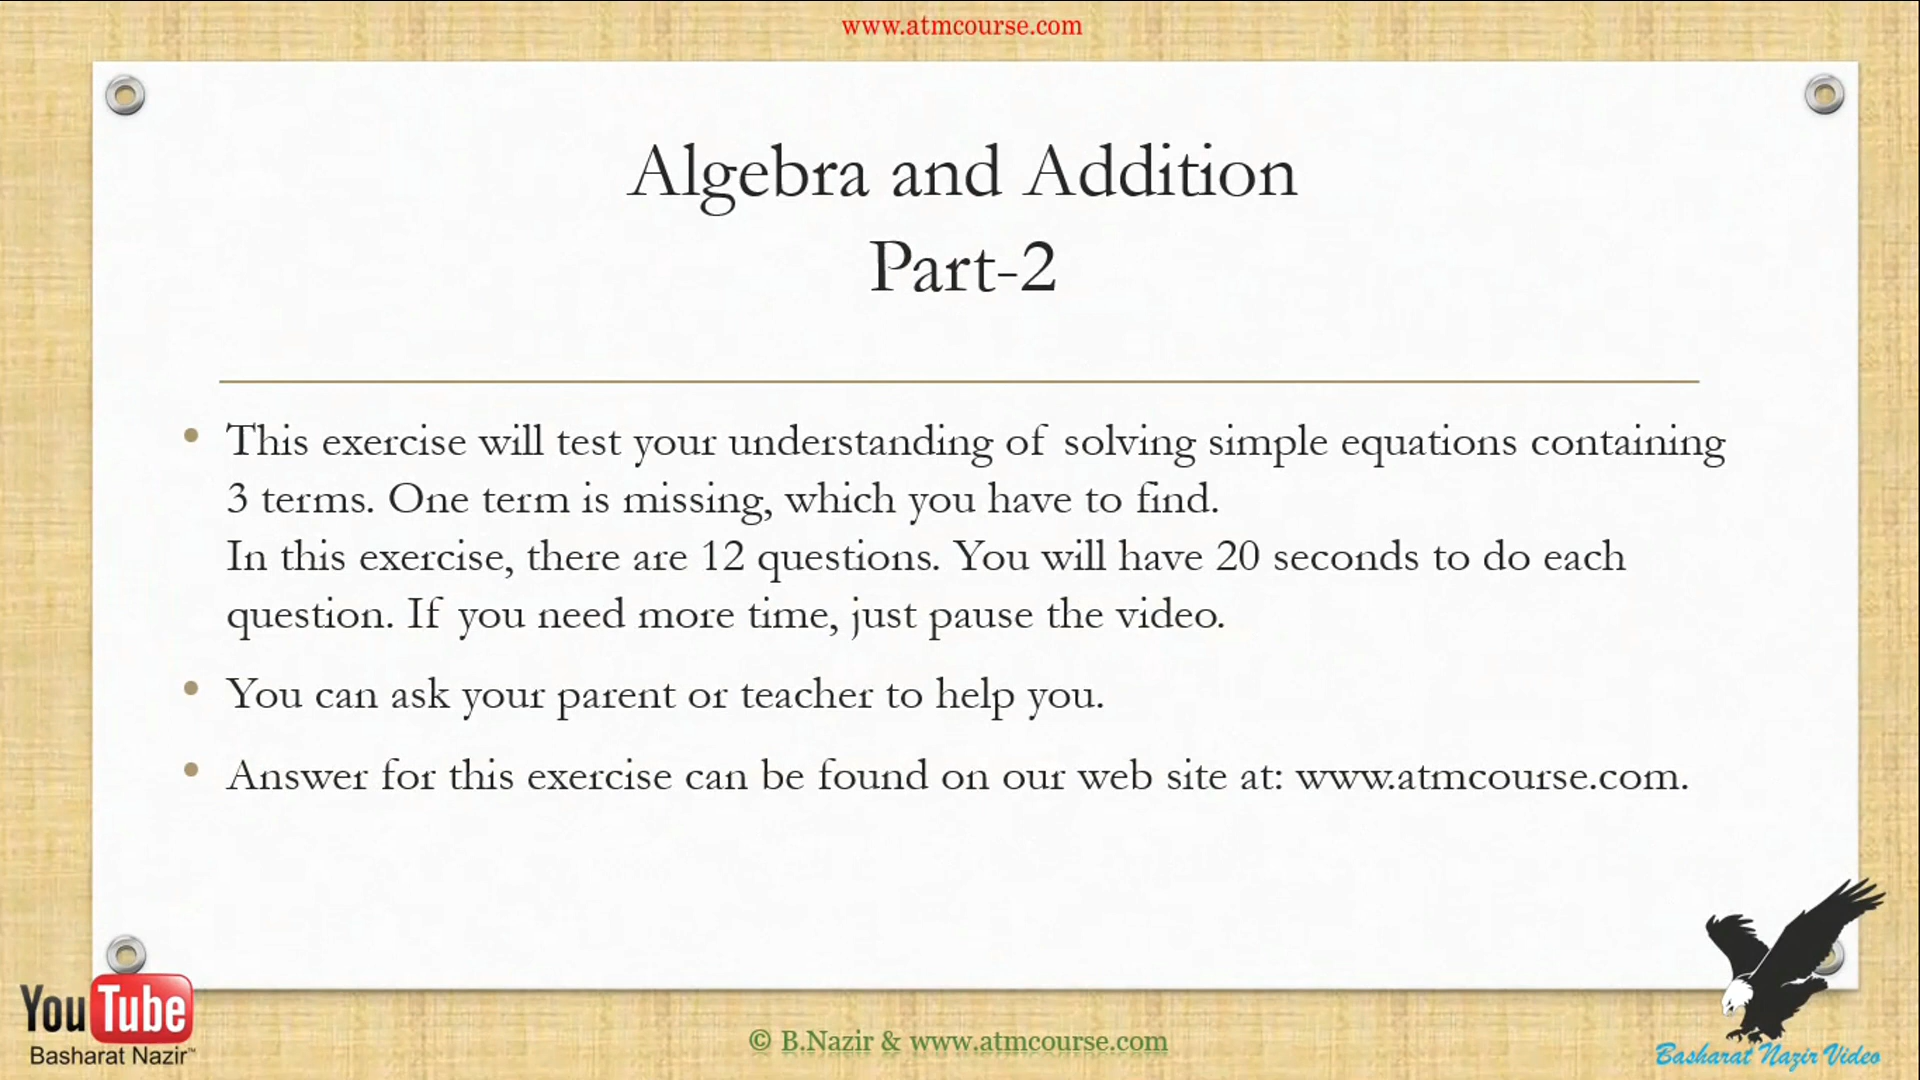 www.atmcourse.com
Algebra and Addition
Part-2
• This exercise will test your understanding of solving simple equations containing
3 terms. One term is missing, which you have to find.
In this exercise, there are 12 questions. You will have 20 seconds to do each
question. If you need more time, just pause the video.
• You can ask your parent or teacher to help you.
• Answer for this exercise can be found on our web site at: www.atmcourse.com.
YouTube
Basharat Nazir™
© B.Nazir & www.atmcourse.com
Basharat Nazir Video